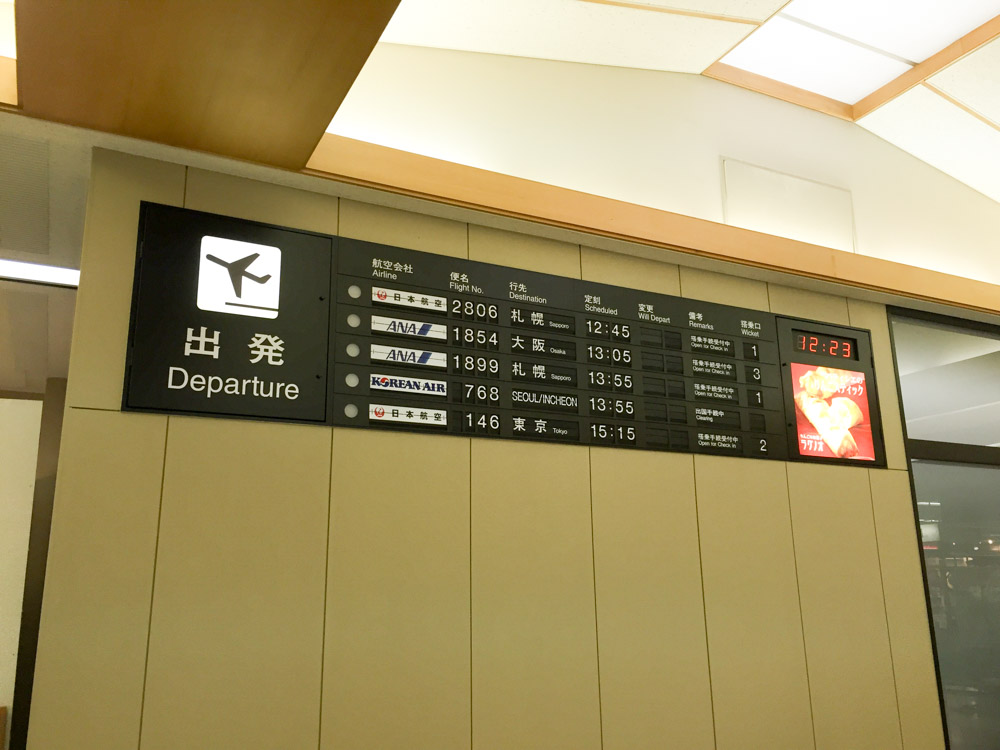 出発
Departure
航空会社 便名 行先 定刻 変更 備考 搭乗口
Airline Flight No. Destination Scheduled Will Depart Remarks Wicket
日本航空 2806 札幌 Sapporo 12:45 搭乗手続受付中 Open for Check in 1
ANA 1854 大阪 Osaka 13:05 搭乗手続受付中 Open for Check in 3
ANA 1899 札幌 Sapporo 13:55 搭乗手続受付中 Open for Check in 1
KOREAN AIR 768 SEOUL/INCHEON 13:55 出国手続中 Clearing
日本航空 146 東京 Tokyo 15:15 搭乗手続受付中 Open for Check in 2
12:23
ラグノオ